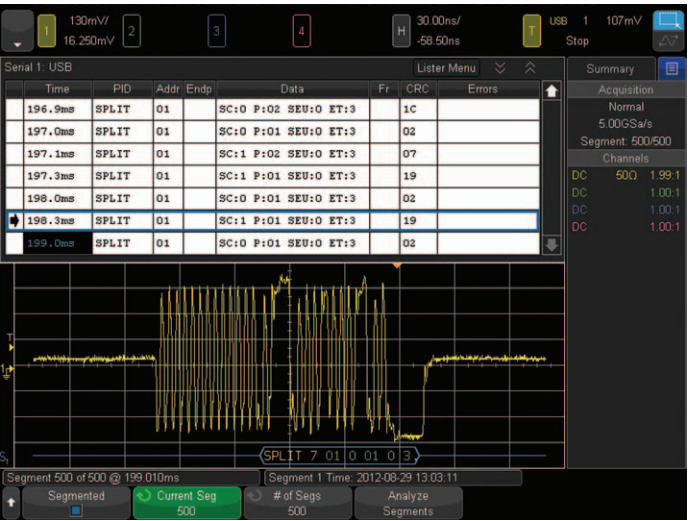 1 130mV/ 16.250mV 2 3 4 H 30.00ns/ -58.50ns T USB 1 107mV Stop
Serial 1: USB Lister Menu
Time PID Addr Endp Data Fr CRC Errors
196.9ms SPLIT 01 SC:0 P:02 SEU:0 ET:3 1C
197.0ms SPLIT 01 SC:0 P:01 SEU:0 ET:3 02
197.1ms SPLIT 01 SC:1 P:02 SEU:0 ET:3 07
197.3ms SPLIT 01 SC:1 P:01 SEU:0 ET:3 19
198.0ms SPLIT 01 SC:0 P:01 SEU:0 ET:3 02
198.3ms SPLIT 01 SC:1 P:01 SEU:0 ET:3 19
199.0ms SPLIT 01 SC:0 P:01 SEU:0 ET:3 02
Summary
Acquisition
Normal
5.00GSa/s
Segment: 500/500
Channels
DC 50Ω 1.99:1
DC 1.00:1
DC 1.00:1
DC 1.00:1
T
1
S1 SPLIT 7 01 0 01 0 3
Segment 500 of 500 @ 199.010ms Segment 1 Time: 2012-08-29 13:03:11
Segmented
Current Seg
500
# of Segs
500
Analyze
Segments